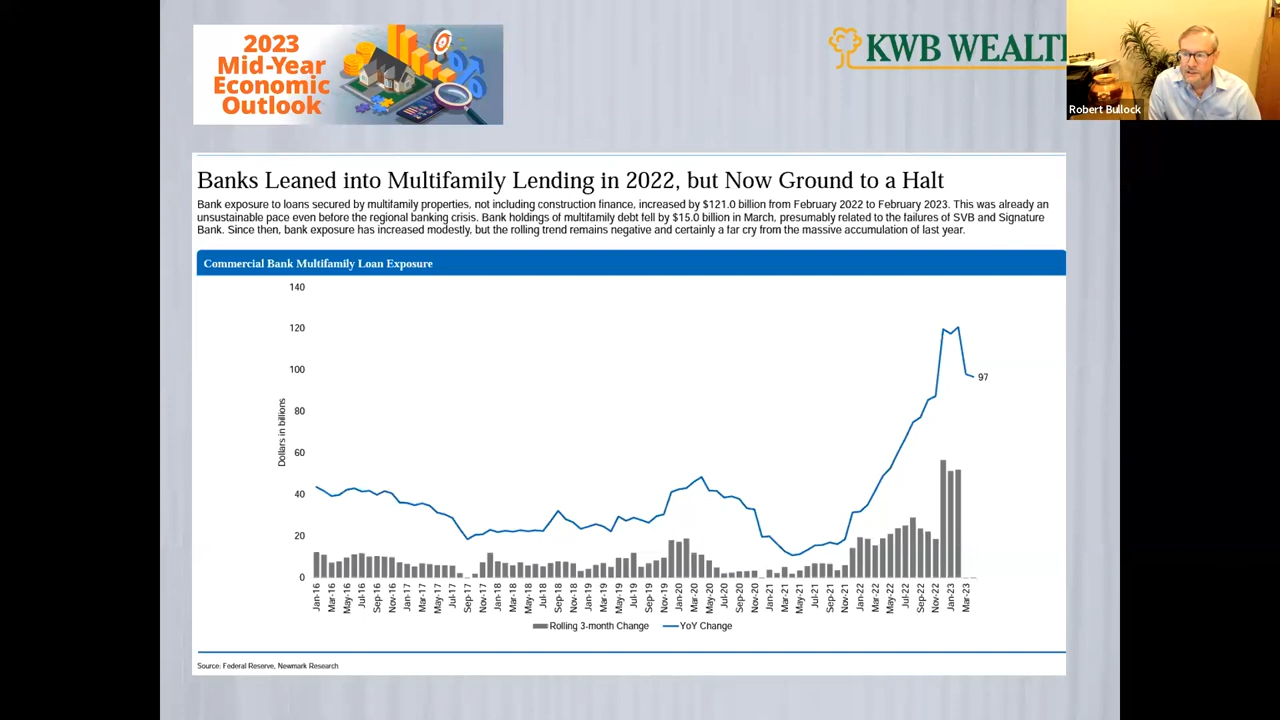 2023
Mid-Year
Economic
Outlook
KWB WEALT
Robert Bullock
Banks Leaned into Multifamily Lending in 2022, but Now Ground to a Halt
Bank exposure to loans secured by multifamily properties, not including construction finance, increased by $121.0 billion from February 2022 to February 2023. This was already an
unsustainable pace even before the regional banking crisis. Bank holdings of multifamily debt fell by $15.0 billion in March, presumably related to the failures of SVB and Signature
Bank. Since then, bank exposure has increased modestly, but the rolling trend remains negative and certainly a far cry from the massive accumulation of last year.
Commercial Bank Multifamily Loan Exposure
Dollars in billions
140
120
100
80
60
40
20
0
97
Jan-16
Mar-16
May-16
Jul-16
Sep-16
Nov-16
Jan-17
Mar-17
May-17
Jul-17
Sep-17
Nov-17
Jan-18
Mar-18
May-18
Jul-18
Sep-18
Nov-18
Jan-19
Mar-19
May-19
Jul-19
Sep-19
Nov-19
Jan-20
Mar-20
May-20
Jul-20
Sep-20
Nov-20
Jan-21
Mar-21
May-21
Jul-21
Sep-21
Nov-21
Jan-22
Mar-22
May-22
Jul-22
Sep-22
Nov-22
Jan-23
Mar-23
Rolling 3-month Change
YoY Change
Source: Federal Reserve, Newmark Research